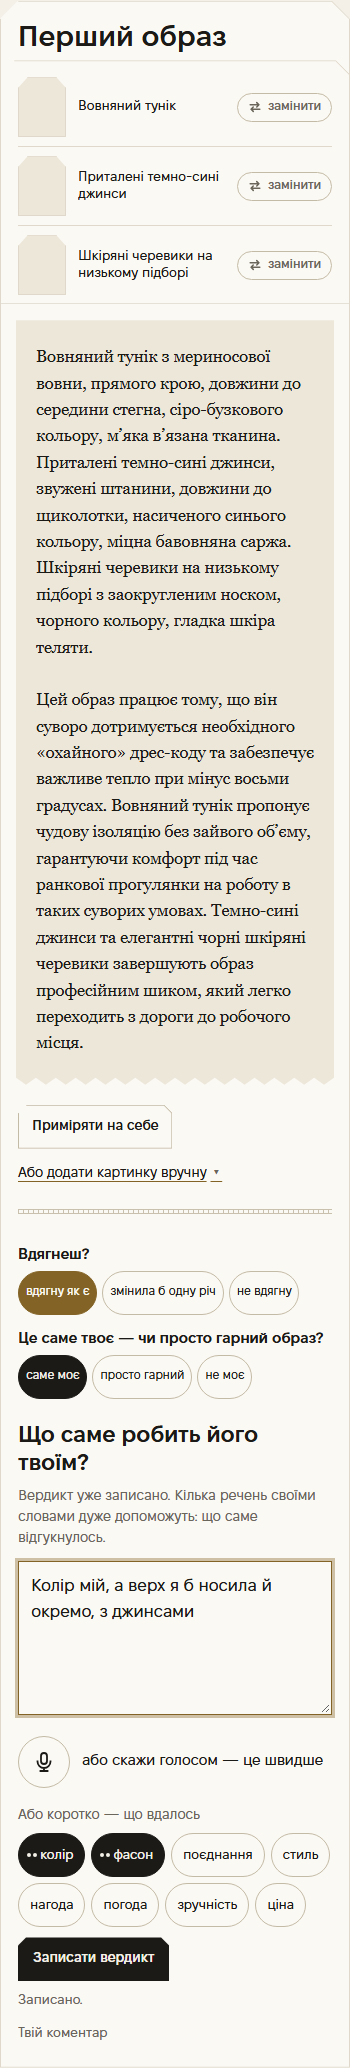 Перший образ
Вовняний тунік
замінити
Приталені темно-сині
джинси
замінити
Шкіряні черевики на
низькому підборі
замінити
Вовняний тунік з мериносової
вовни, прямого крою, довжини до
середини стегна, сіро-бузкового
кольору, м’яка в’язана тканина.
Приталені темно-сині джинси,
звужені штанини, довжини до
щиколотки, насиченого синього
кольору, міцна бавовняна саржа.
Шкіряні черевики на низькому
підборі з заокругленим носком,
чорного кольору, гладка шкіра
теляти.
Цей образ працює тому, що він
суворо дотримується необхідного
«охайного» дрес-коду та забезпечує
важливе тепло при мінус восьми
градусах. Вовняний тунік пропонує
чудову ізоляцію без зайвого об’єму,
гарантуючи комфорт під час
ранкової прогулянки на роботу в
таких суворих умовах. Темно-сині
джинси та елегантні чорні шкіряні
черевики завершують образ
професійним шиком, який легко
переходить з дороги до робочого
місця.
Приміряти на себе
Або додати картинку вручну
Вдягнеш?
вдягну як є
змінила б одну річ
не вдягну
Це саме твоє — чи просто гарний образ?
саме моє
просто гарний
не моє
Що саме робить його
твоїм?
Вердикт уже записано. Кілька речень своїми
словами дуже допоможуть: що саме
відгукнулось.
Колір мій, а верх я б носила й
окремо, з джинсами
або скажи голосом — це швидше
Або коротко — що вдалось
колір
фасон
поєднання
стиль
нагода
погода
зручність
ціна
Записати вердикт
Записано.
Твій коментар